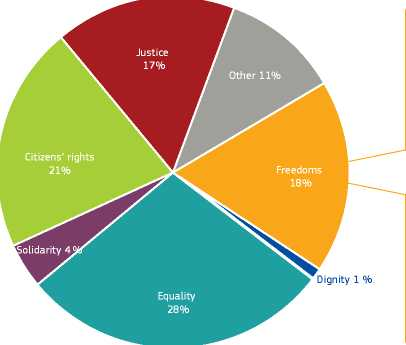 Justice
17%
Other 11%
Citizens' rights
21%
Freedoms
18%
Solidarity 4%
Dignity 1 %
Equality
28%